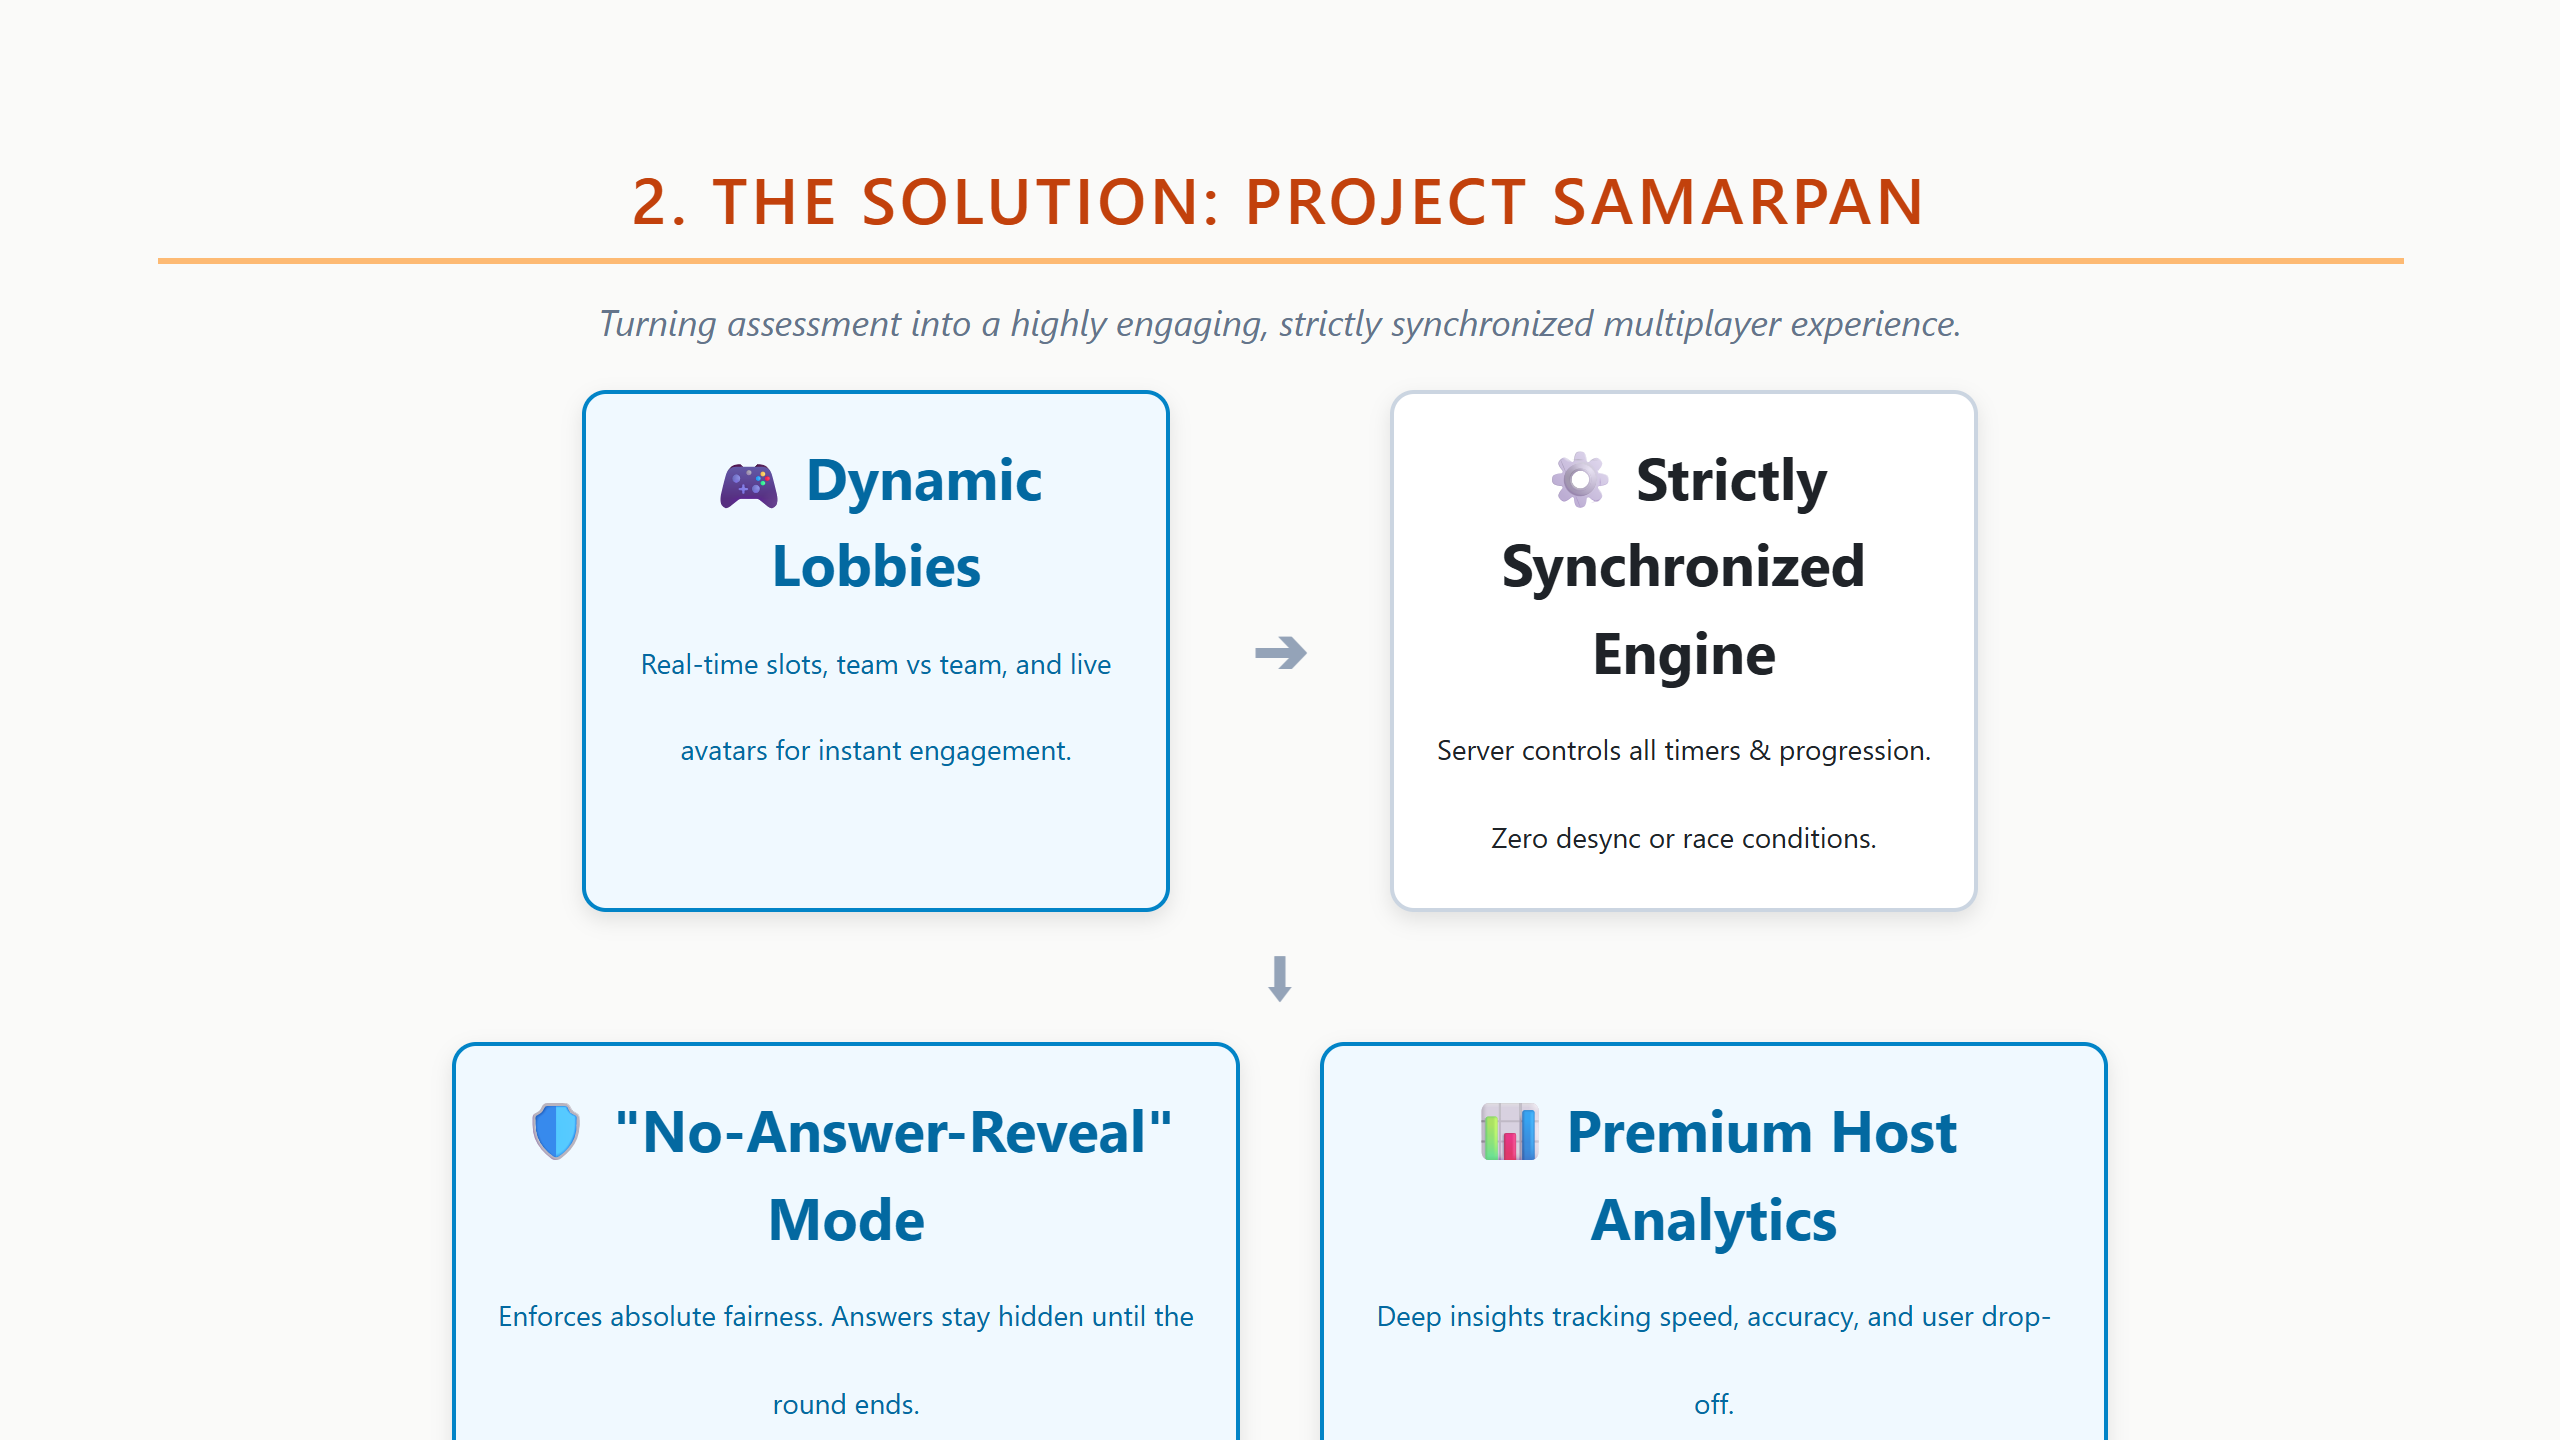 2. THE SOLUTION: PROJECT SAMARPAN
Turning assessment into a highly engaging, strictly synchronized multiplayer experience.
Dynamic
Lobbies
Real-time slots, team vs team, and live
avatars for instant engagement.
Strictly
Synchronized
Engine
Server controls all timers & progression.
Zero desync or race conditions.
"No-Answer-Reveal"
Mode
Enforces absolute fairness. Answers stay hidden until the
round ends.
Premium Host
Analytics
Deep insights tracking speed, accuracy, and user drop-
off.